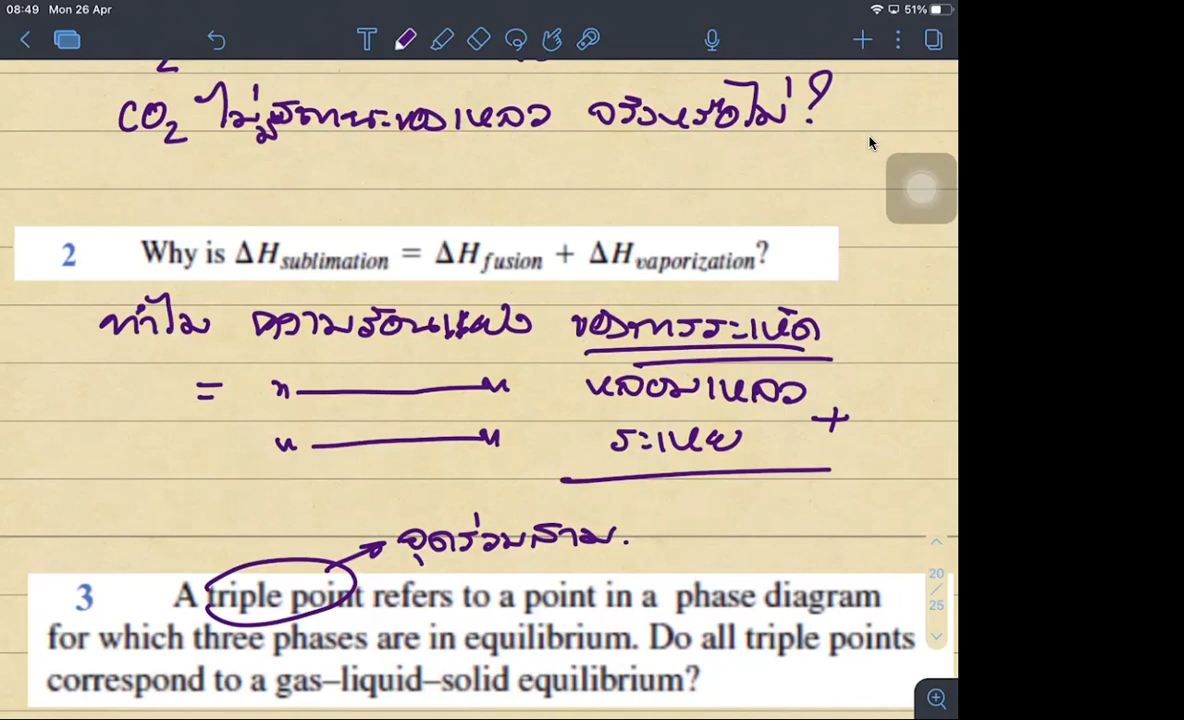 08:49 Mon 26 Apr 51%
2
CO2 ไม่มีสถานะของเหลว จริงหรือไม่?
2 Why is ΔHsublimation = ΔHfusion + ΔHvaporization?
ทำไม ความร้อนแฝง ของการระเหิด
= หลอมเหลว
ระเหย +
จุดร่วมสาม.
3 A triple point refers to a point in a phase diagram
for which three phases are in equilibrium. Do all triple points
correspond to a gas–liquid–solid equilibrium?
20
/
25